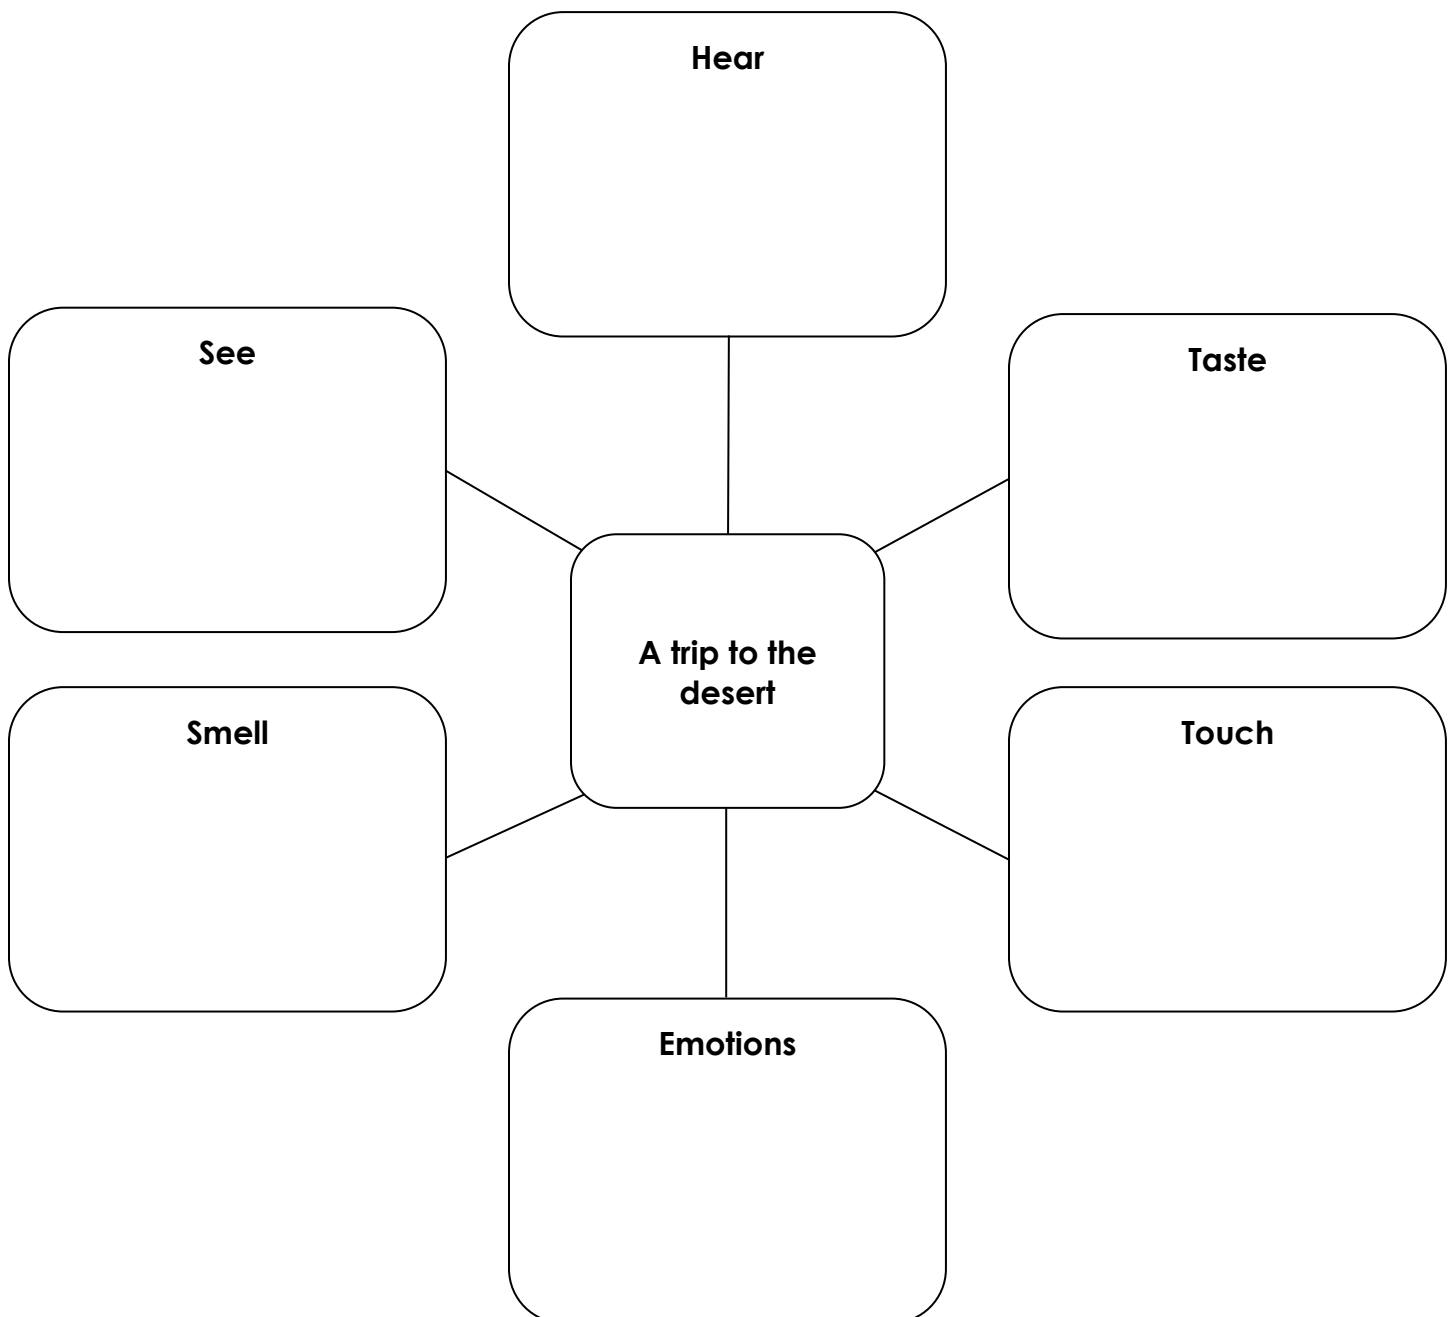 Hear
See
Taste
A trip to the
desert
Smell
Touch
Emotions